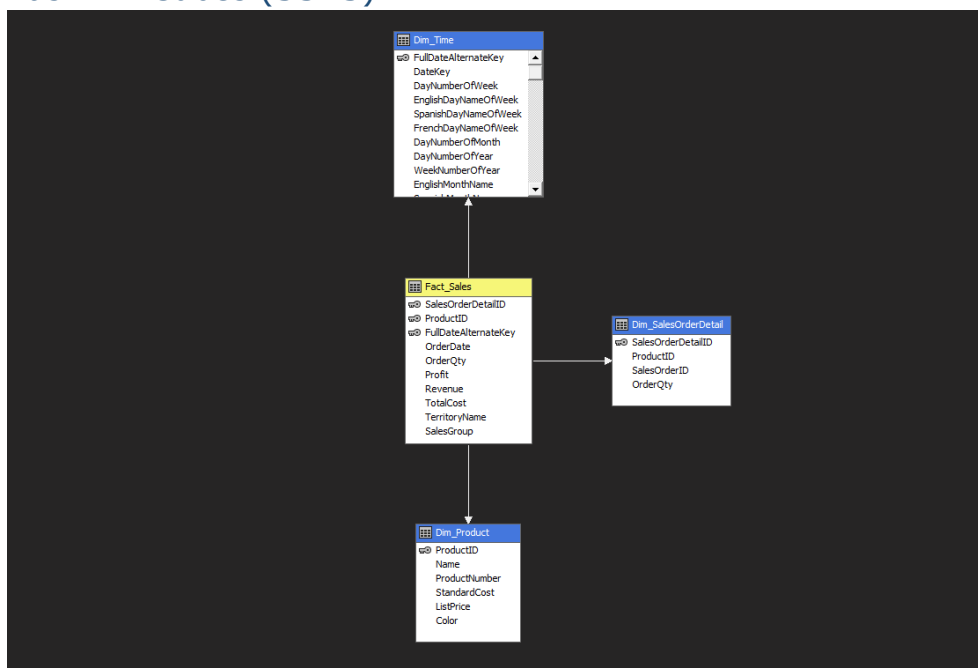 Dim_Time
FullDateAlternateKey
DateKey
DayNumberOfWeek
EnglishDayNameOfWeek
SpanishDayNameOfWeek
FrenchDayNameOfWeek
DayNumberOfMonth
DayNumberOfYear
WeekNumberOfYear
EnglishMonthName
Fact_Sales
SalesOrderDetailID
ProductID
FullDateAlternateKey
OrderDate
OrderQty
Profit
Revenue
TotalCost
TerritoryName
SalesGroup
Dim_SalesOrderDetail
SalesOrderDetailID
ProductID
SalesOrderID
OrderQty
Dim_Product
ProductID
Name
ProductNumber
StandardCost
ListPrice
Color